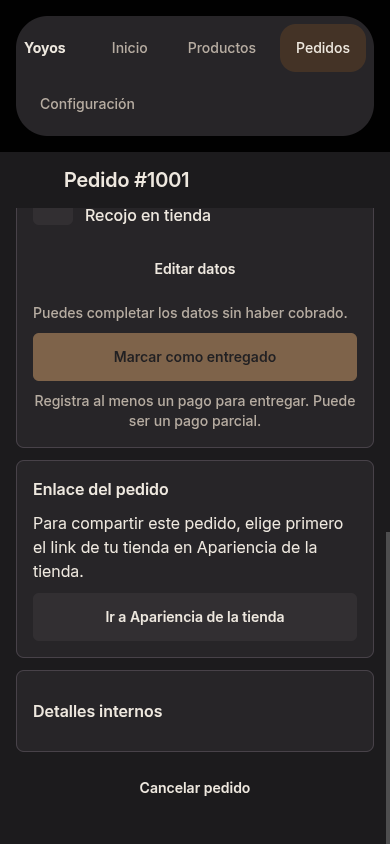 Yoyos Inicio Productos Pedidos
Configuración
Pedido #1001
Recojo en tienda
Editar datos
Puedes completar los datos sin haber cobrado.
Marcar como entregado
Registra al menos un pago para entregar. Puede
ser un pago parcial.
Enlace del pedido
Para compartir este pedido, elige primero
el link de tu tienda en Apariencia de la
tienda.
Ir a Apariencia de la tienda
Detalles internos
Cancelar pedido